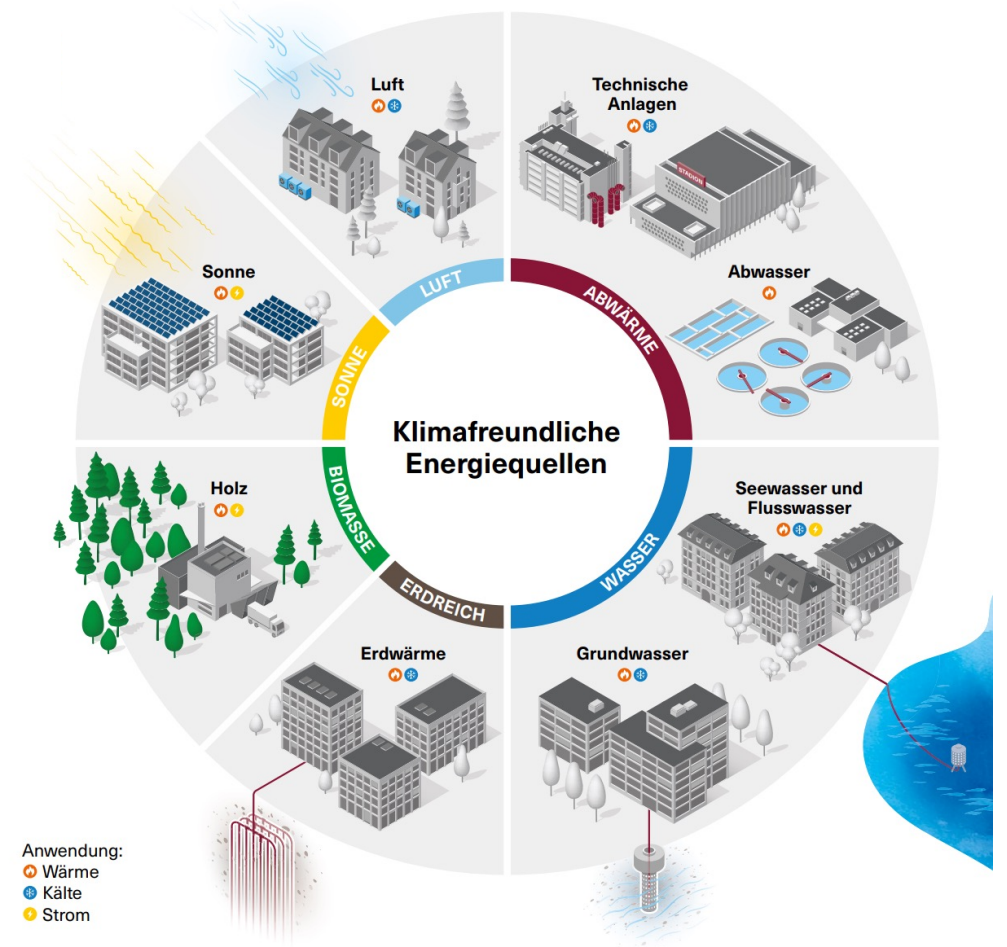 Luft
Technische
Anlagen
STADION
Sonne
Abwasser
LUFT
ABWÄRME
SONNE
Klimafreundliche
Energiequellen
BIOMASSE
WASSER
ERDREICH
Holz
Seewasser und
Flusswasser
Erdwärme
Grundwasser
Anwendung:
Wärme
Kälte
Strom